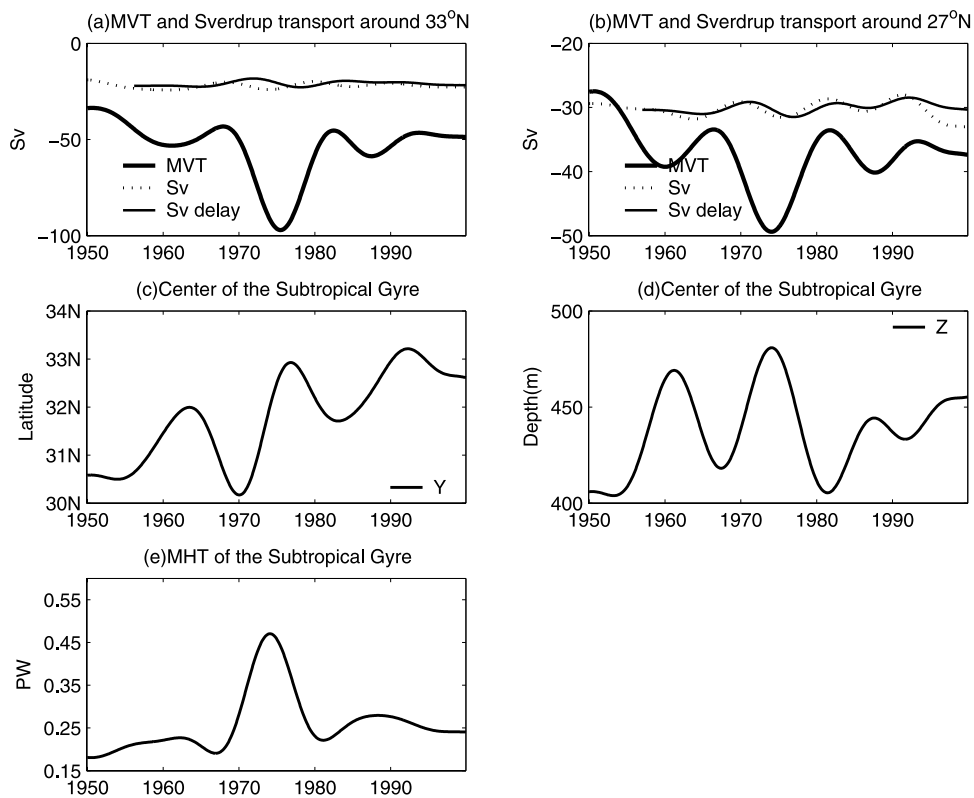 (a)MVT and Sverdrup transport around 33°N
0
−50
−100
Sv
MVT
Sv
Sv delay
1950 1960 1970 1980 1990
(b)MVT and Sverdrup transport around 27°N
−20
−30
−40
−50
Sv
MVT
Sv
Sv delay
1950 1960 1970 1980 1990
(c)Center of the Subtropical Gyre
34N
33N
32N
31N
30N
Latitude
Y
1950 1960 1970 1980 1990
(d)Center of the Subtropical Gyre
500
450
400
Depth(m)
Z
1950 1960 1970 1980 1990
(e)MHT of the Subtropical Gyre
0.55
0.45
0.35
0.25
0.15
PW
1950 1960 1970 1980 1990